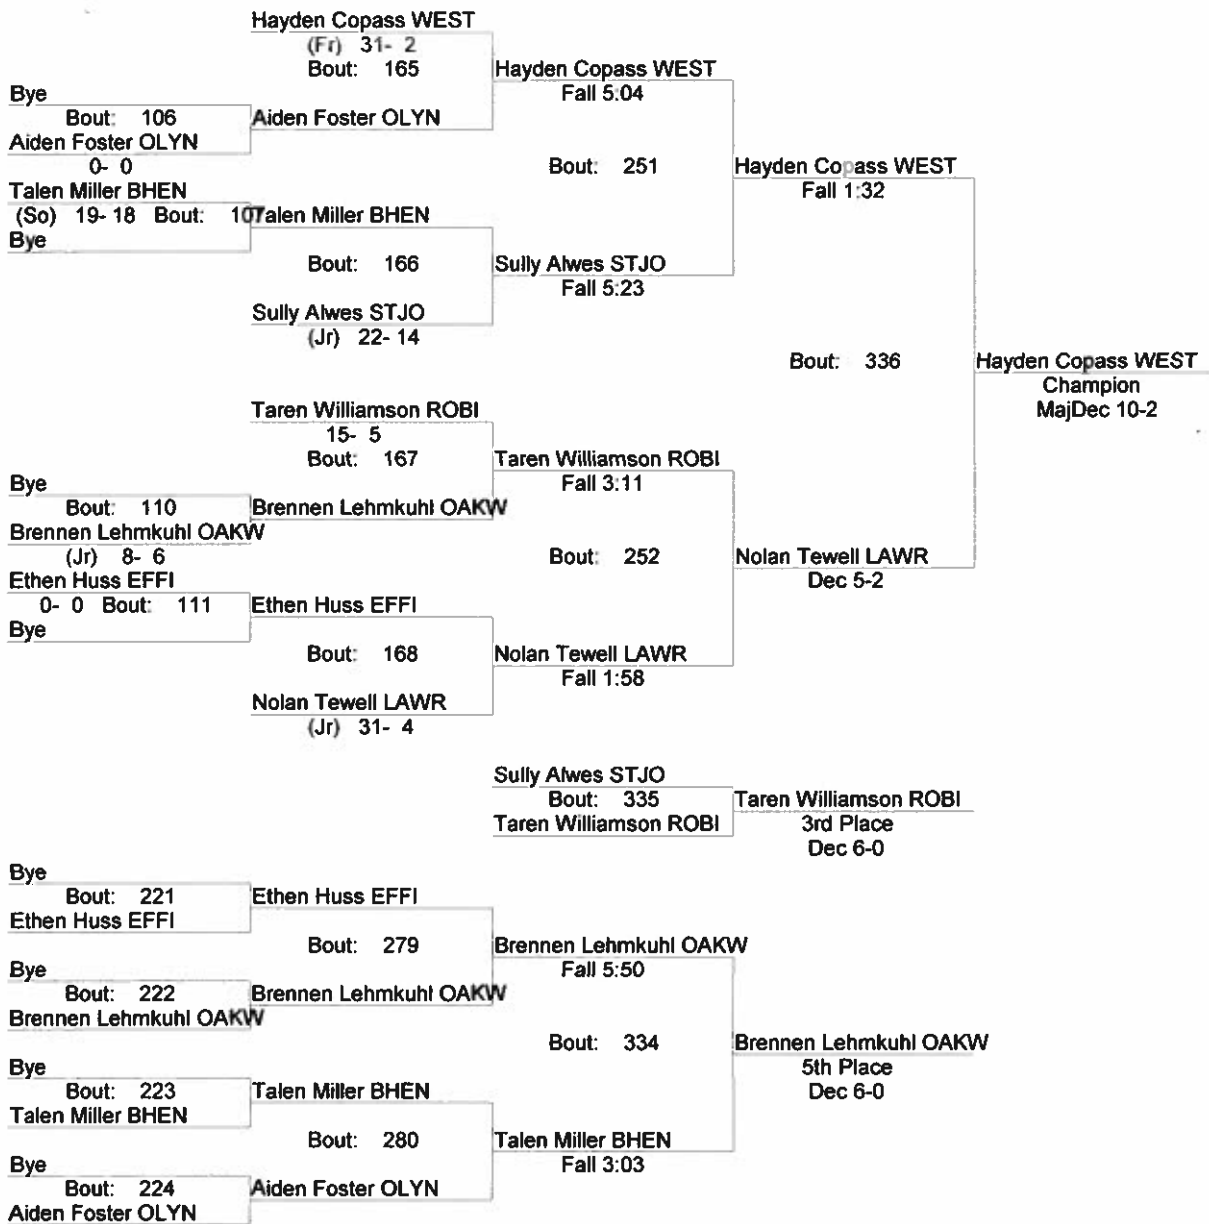 Hayden Copass WEST
(Fr) 31- 2
Bout: 165
Hayden Copass WEST
Fall 5:04
Bye
Bout: 106
Aiden Foster OLYN
Aiden Foster OLYN
0- 0
Bout: 251
Hayden Copass WEST
Fall 1:32
Talen Miller BHEN
(So) 19- 18 Bout: 107
Talen Miller BHEN
Bye
Bout: 166
Sully Alwes STJO
Fall 5:23
Sully Alwes STJO
(Jr) 22- 14
Bout: 336
Hayden Copass WEST
Champion
MajDec 10-2
Taren Williamson ROBI
15- 5
Bout: 167
Taren Williamson ROBI
Fall 3:11
Bye
Bout: 110
Brennen Lehmkuhl OAKW
Brennen Lehmkuhl OAKW
(Jr) 8- 6
Bout: 252
Nolan Tewell LAWR
Dec 5-2
Ethen Huss EFFI
0- 0 Bout: 111
Ethen Huss EFFI
Bye
Bout: 168
Nolan Tewell LAWR
Fall 1:58
Nolan Tewell LAWR
(Jr) 31- 4
Sully Alwes STJO
Bout: 335
Taren Williamson ROBI
Taren Williamson ROBI
3rd Place
Dec 6-0
Bye
Bout: 221
Ethen Huss EFFI
Ethen Huss EFFI
Bout: 279
Brennen Lehmkuhl OAKW
Fall 5:50
Bye
Bout: 222
Brennen Lehmkuhl OAKW
Brennen Lehmkuhl OAKW
Bout: 334
Brennen Lehmkuhl OAKW
5th Place
Dec 6-0
Bye
Bout: 223
Talen Miller BHEN
Talen Miller BHEN
Bout: 280
Talen Miller BHEN
Fall 3:03
Bye
Bout: 224
Aiden Foster OLYN
Aiden Foster OLYN